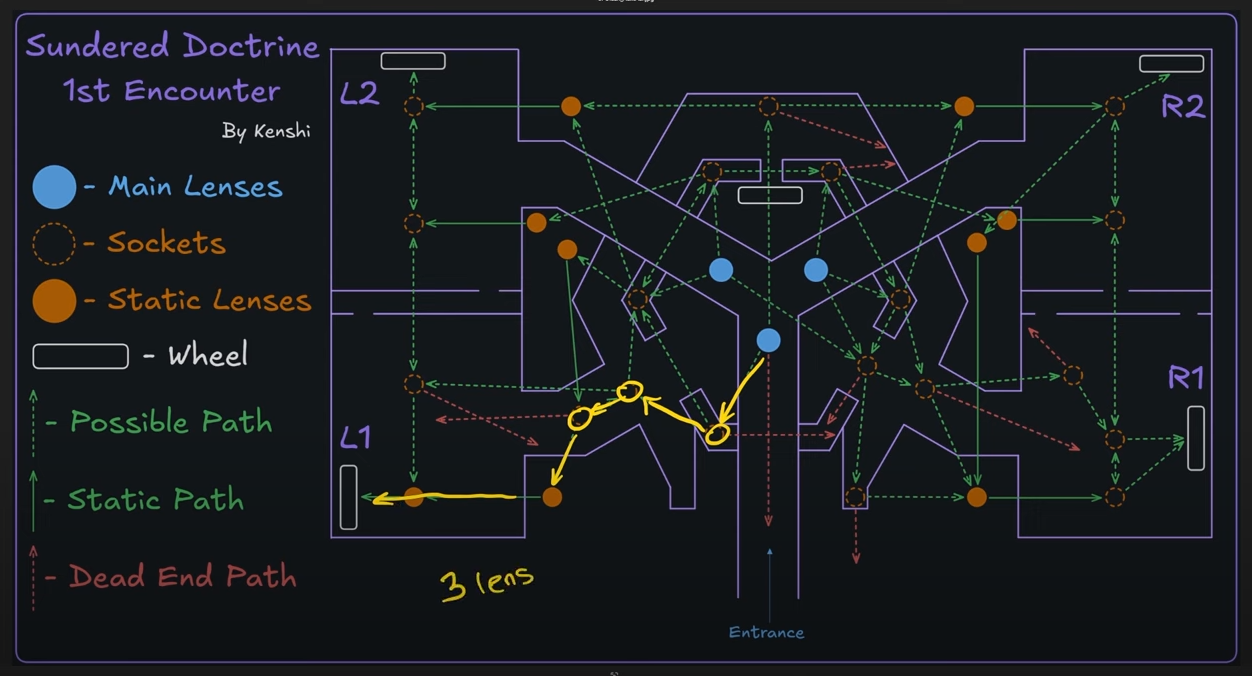 Sundered Doctrine
1st Encounter
By Kenshi
- Main Lenses
- Sockets
- Static Lenses
- Wheel
- Possible Path
- Static Path
- Dead End Path
L2
R2
L1
R1
3 lens
Entrance